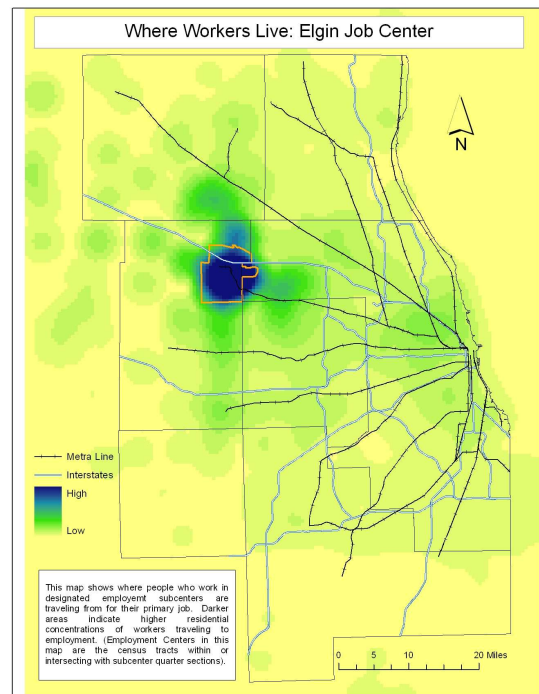 Where Workers Live: Elgin Job Center
N
Metra Line
Interstates
High
Low
This map shows where people who work in
designated employemt subcenters are
traveling from for their primary job. Darker
areas indicate higher residential
concentrations of workers traveling to
employment. (Employment Centers in this
map are the census tracts within or
intersecting with subcenter quarter sections).
0 5 10 20 Miles